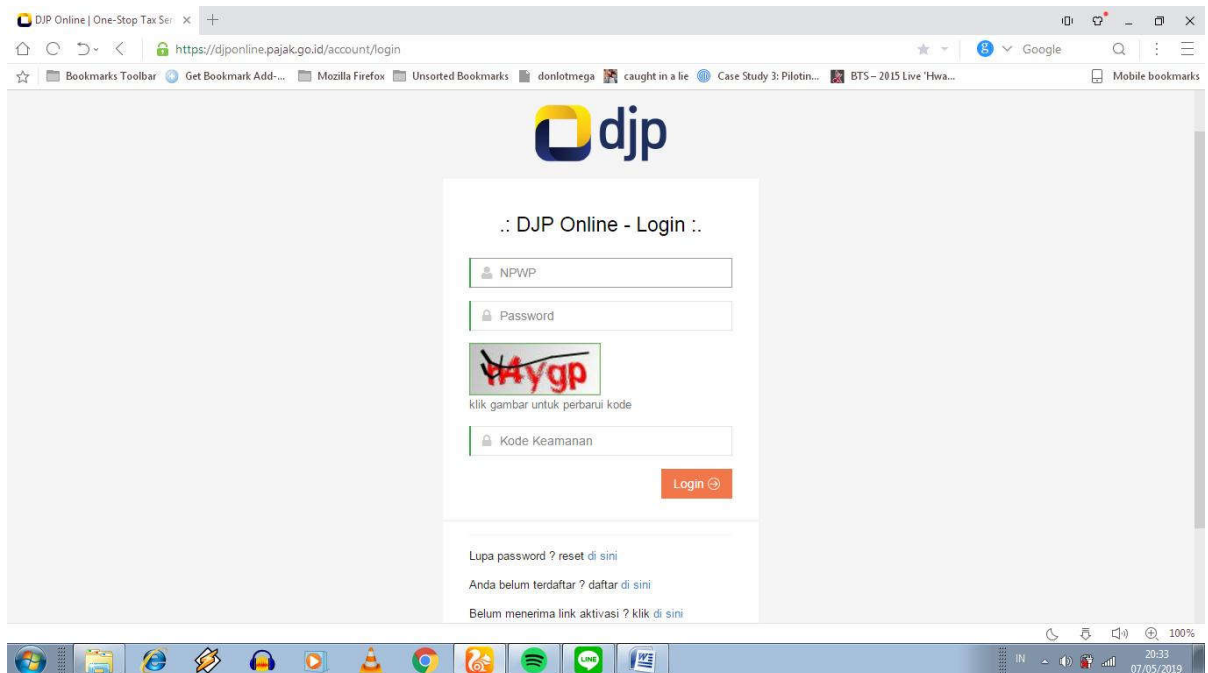 DJP Online | One-Stop Tax Ser
https://djponline.pajak.go.id/account/login
Google
Bookmarks Toolbar Get Bookmark Add-... Mozilla Firefox Unsorted Bookmarks donlotmega caught in a lie Case Study 3: Pilotin... BTS – 2015 Live 'Hwa... Mobile bookmarks
djp
.: DJP Online - Login :.
NPWP
Password
klik gambar untuk perbarui kode
Kode Keamanan
Login
Lupa password ? reset di sini
Anda belum terdaftar ? daftar di sini
Belum menerima link aktivasi ? klik di sini
100%
LINE
IN
20:33
07/05/2019